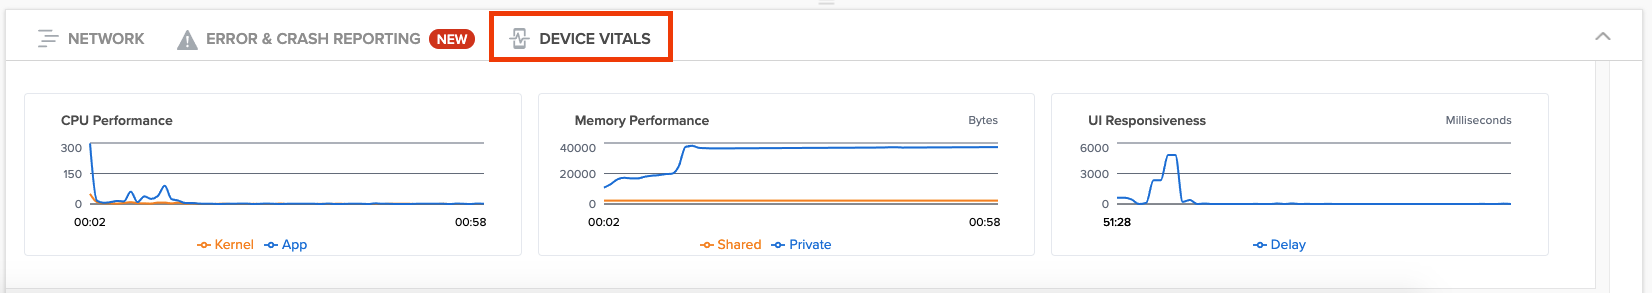 NETWORK
ERROR & CRASH REPORTING NEW
DEVICE VITALS
CPU Performance
300
150
0
00:02 00:58
Kernel App
Memory Performance Bytes
40000
20000
0
00:02 00:58
Shared Private
UI Responsiveness Milliseconds
6000
3000
0
51:28
Delay